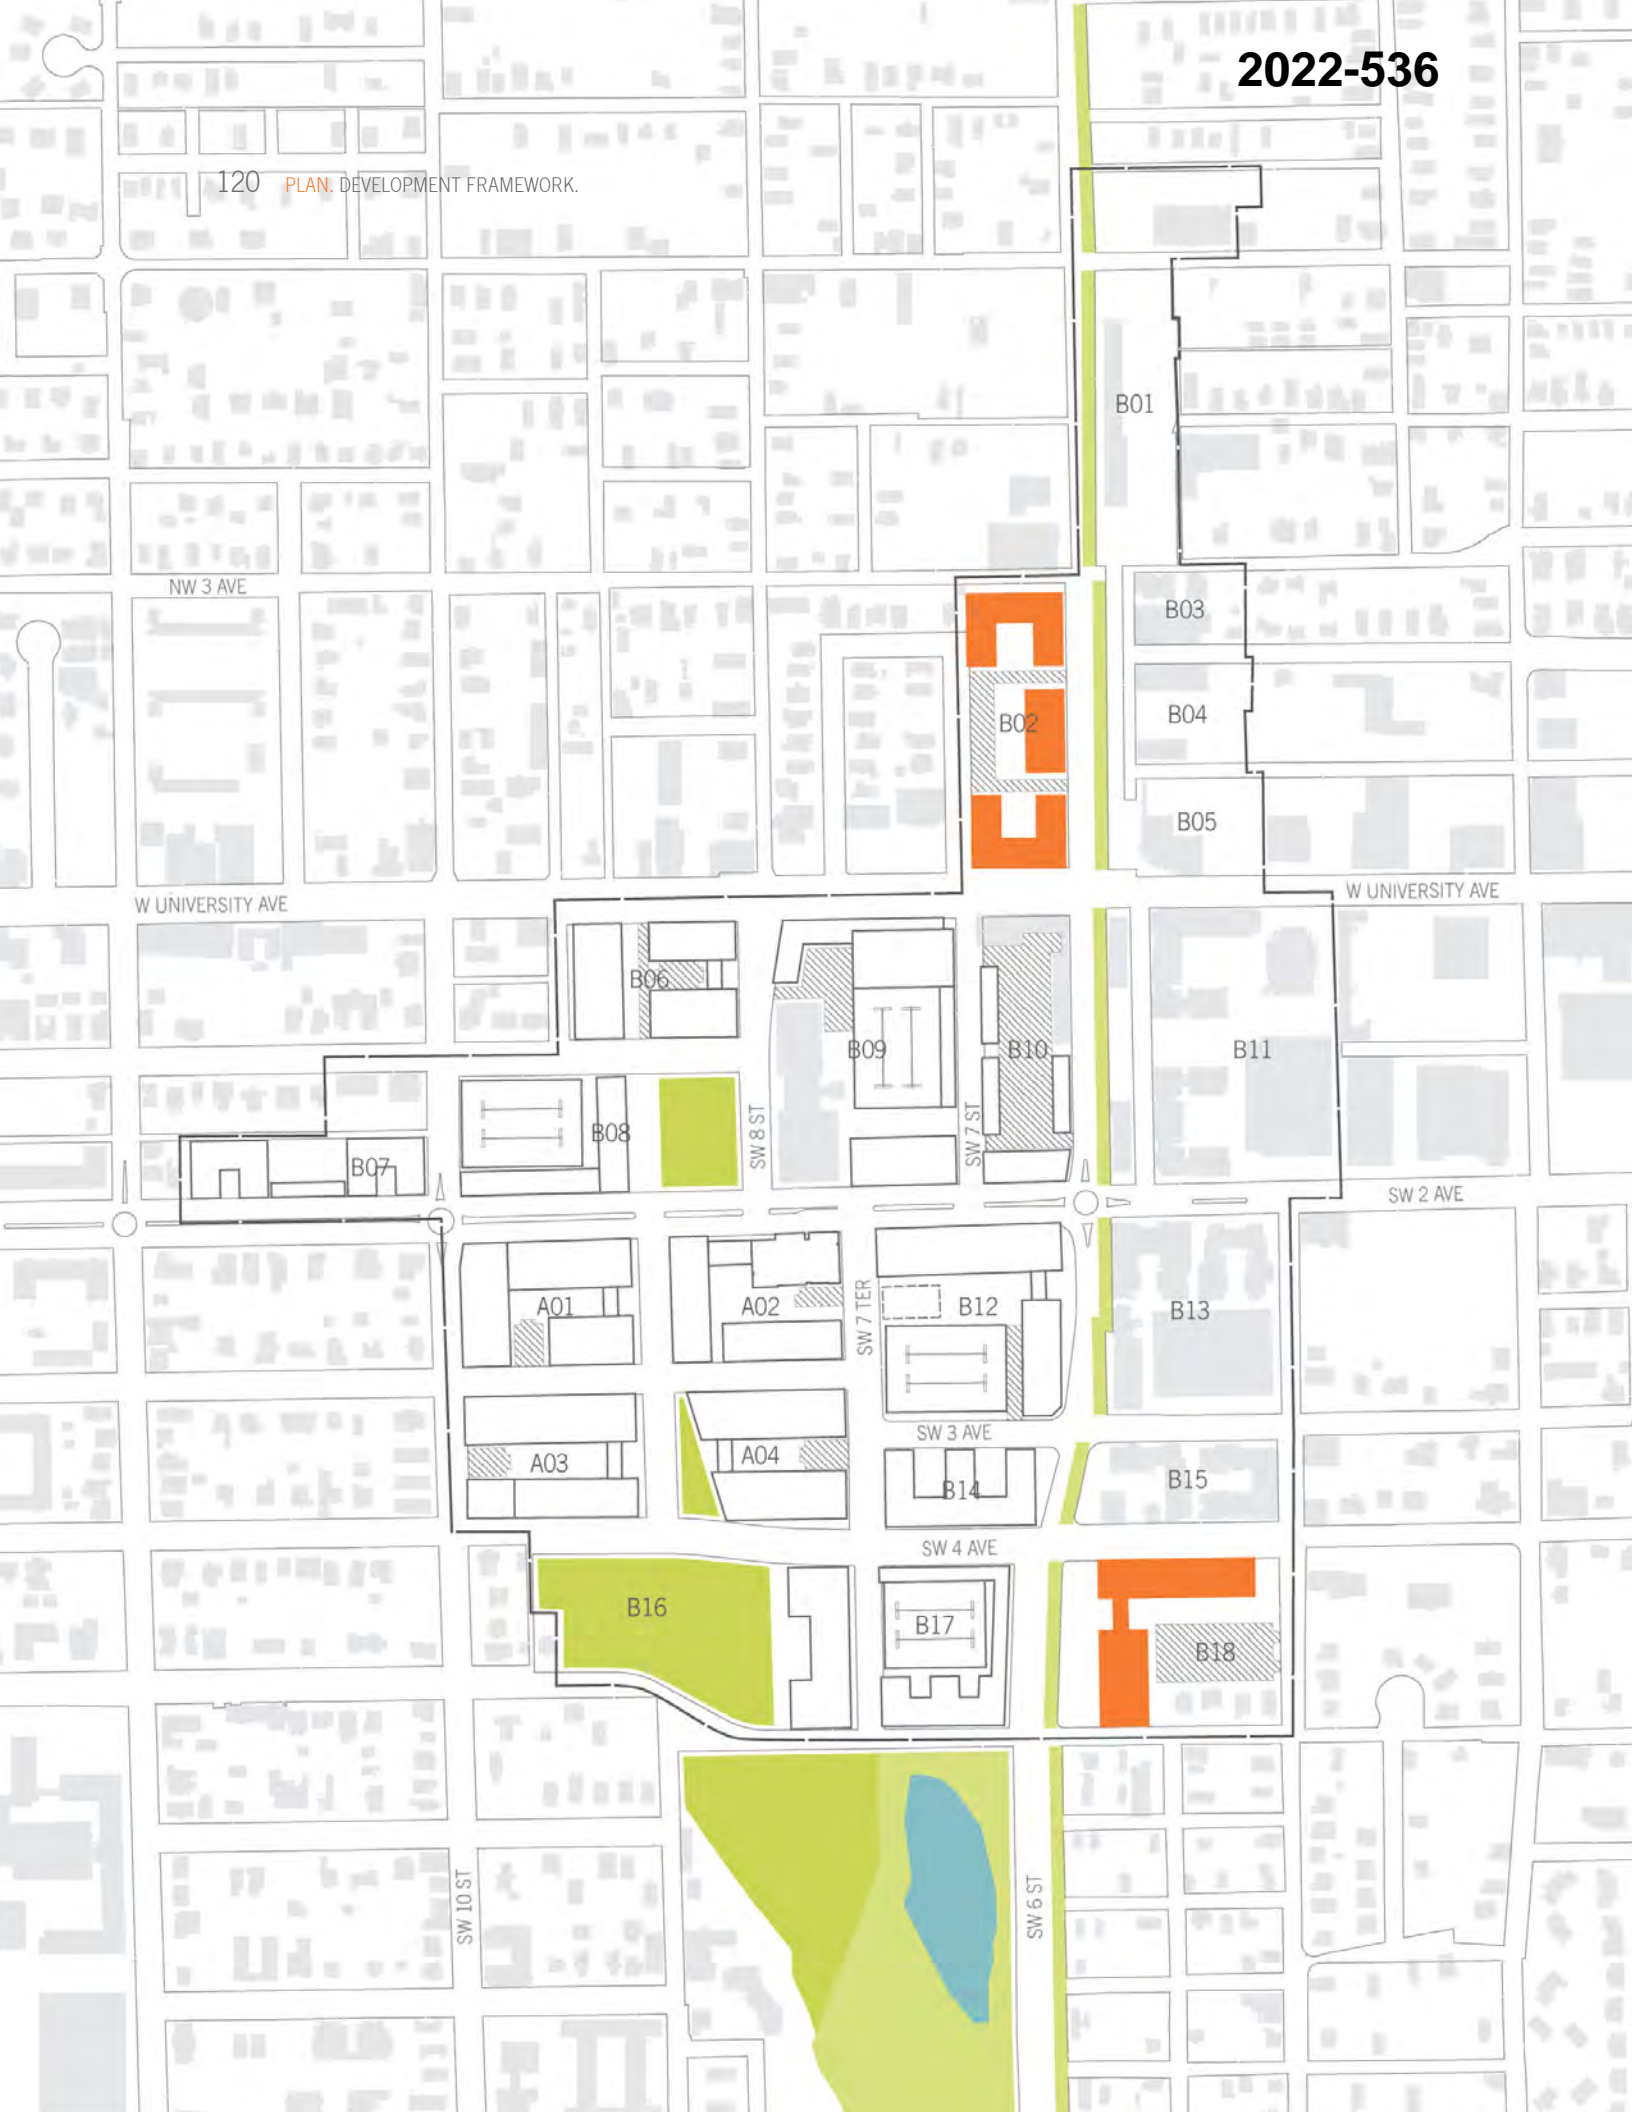 2022-536
120 PLAN. DEVELOPMENT FRAMEWORK.
B01
NW 3 AVE
B03
B04
B02
B05
W UNIVERSITY AVE
W UNIVERSITY AVE
B06
B09
B10
B11
B08
SW 8 ST
SW 7 ST
B07
SW 2 AVE
A01
A02
SW 7 TER
B12
B13
SW 3 AVE
A03
A04
B14
B15
SW 4 AVE
B16
B17
B18
SW 10 ST
SW 6 ST